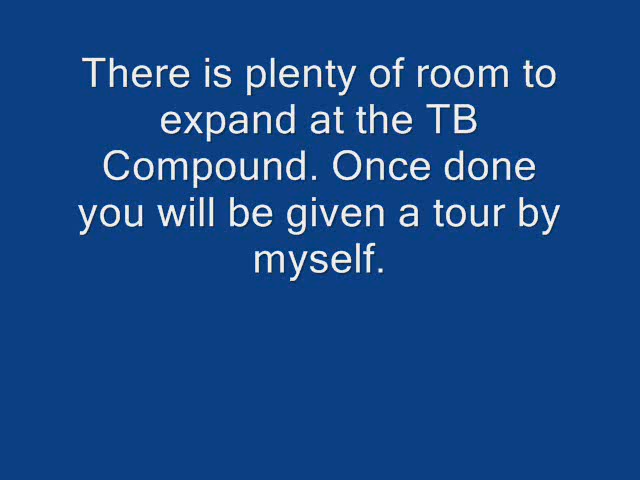 There is plenty of room to
expand at the TB
Compound. Once done
you will be given a tour by
myself.